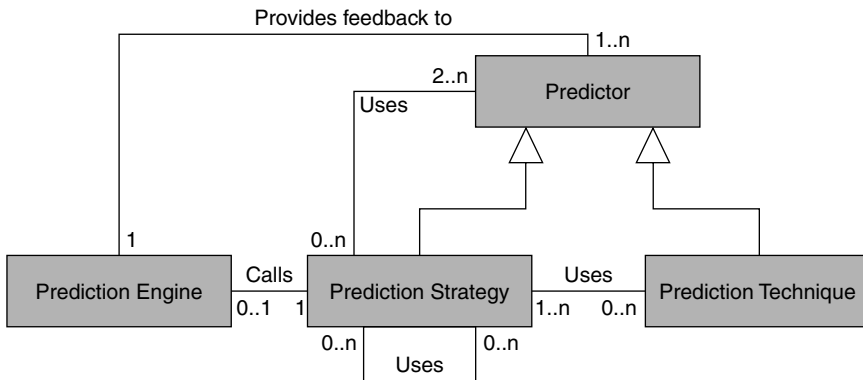 Provides feedback to
1..n
2..n
Predictor
Uses
1
0..n
Calls
Uses
Prediction Engine
Prediction Strategy
Prediction Technique
0..1
1
1..n
0..n
0..n
0..n
Uses